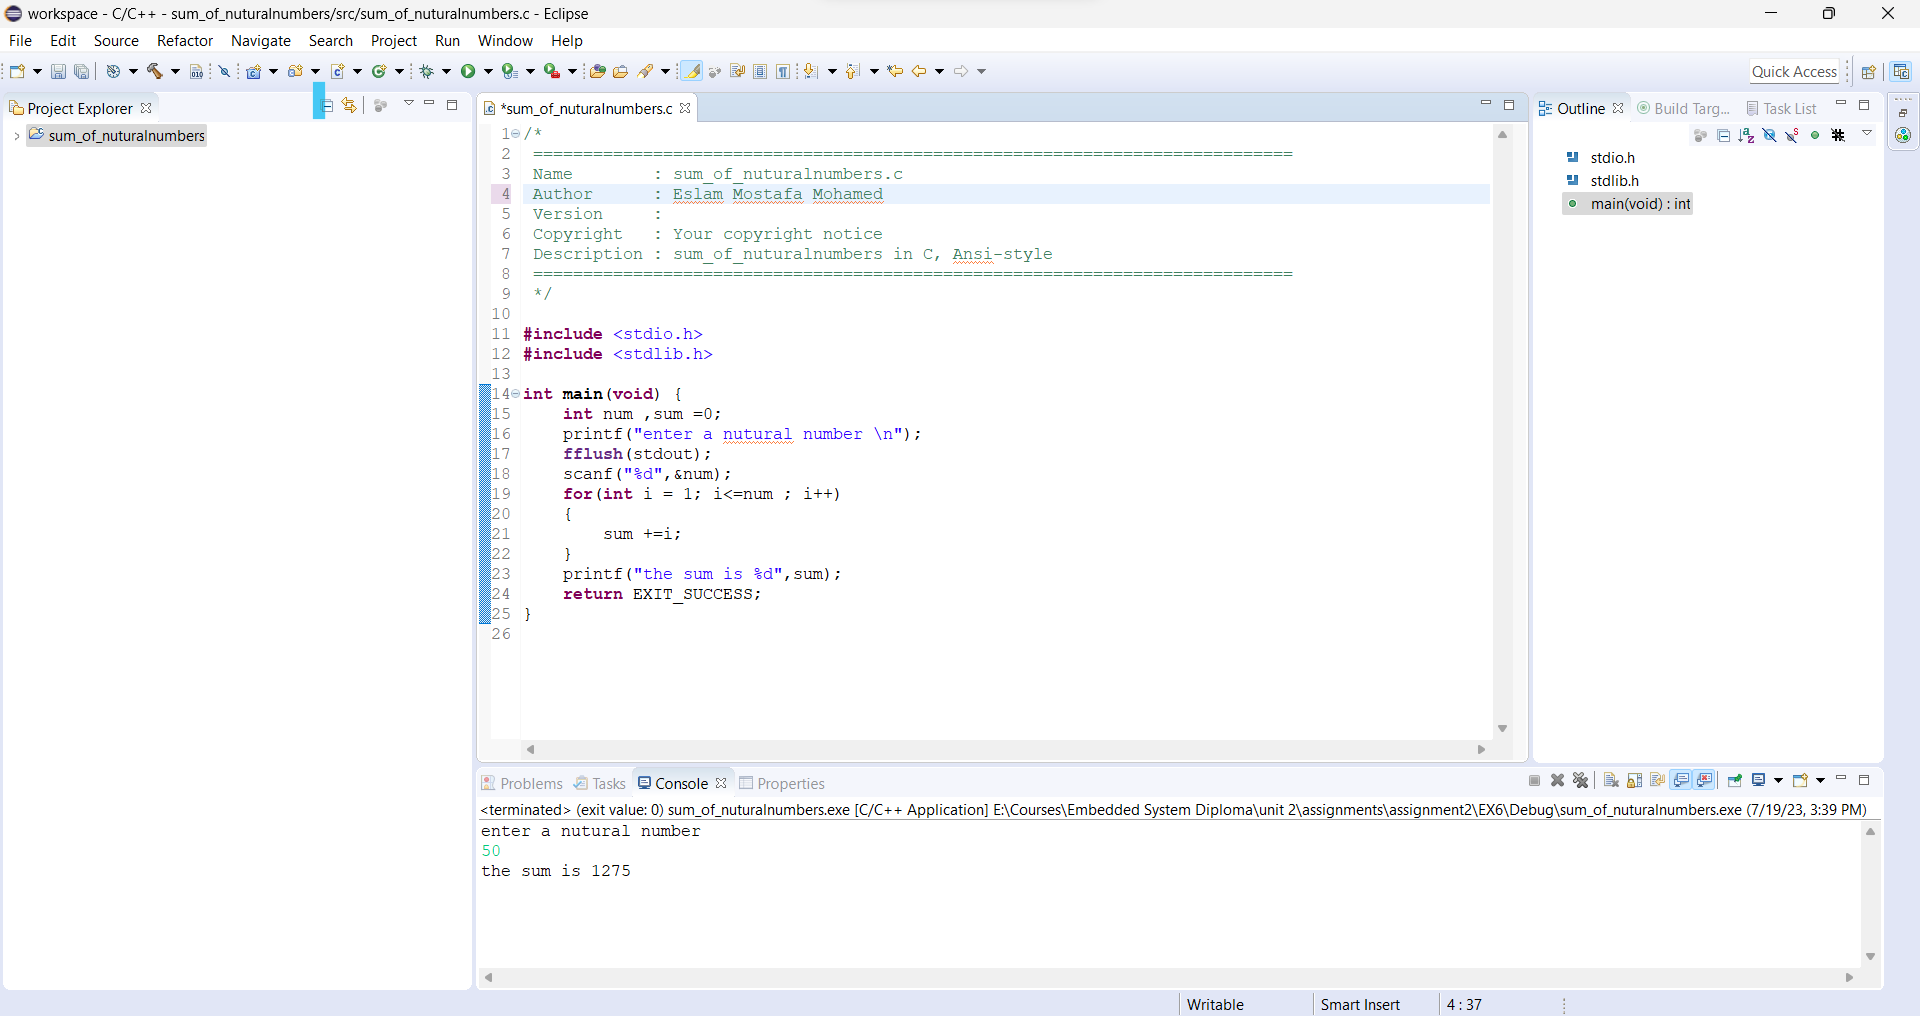 workspace - C/C++ - sum_of_nuturalnumbers/src/sum_of_nuturalnumbers.c - Eclipse
File Edit Source Refactor Navigate Search Project Run Window Help
Quick Access
Project Explorer
sum_of_nuturalnumbers
*sum_of_nuturalnumbers.c
1 /*
2 ============================================================================
3 Name        : sum_of_nuturalnumbers.c
4 Author      : Eslam Mostafa Mohamed
5 Version     :
6 Copyright   : Your copyright notice
7 Description : sum_of_nuturalnumbers in C, Ansi-style
8 ============================================================================
9 */
10
11 #include <stdio.h>
12 #include <stdlib.h>
13
14 int main(void) {
15     int num ,sum =0;
16     printf("enter a nutural number \n");
17     fflush(stdout);
18     scanf("%d",&num);
19     for(int i = 1; i<=num ; i++)
20     {
21         sum +=i;
22     }
23     printf("the sum is %d",sum);
24     return EXIT_SUCCESS;
25 }
26
Outline Build Targ... Task List
stdio.h
stdlib.h
main(void) : int
Problems Tasks Console Properties
<terminated> (exit value: 0) sum_of_nuturalnumbers.exe [C/C++ Application] E:\Courses\Embedded System Diploma\unit 2\assignments\assignment2\EX6\Debug\sum_of_nuturalnumbers.exe (7/19/23, 3:39 PM)
enter a nutural number
50
the sum is 1275
Writable Smart Insert 4 : 37